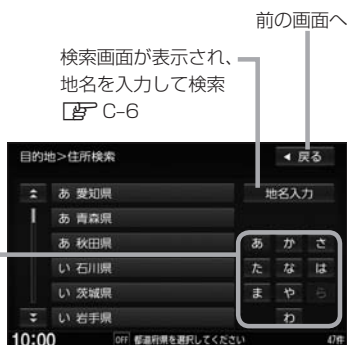 前の画面へ
検索画面が表示され、
地名を入力して検索
C-6
目的地>住所検索
◀ 戻る
あ 愛知県
地名入力
あ 青森県
あ 秋田県
あ か さ
い 石川県
た な は
い 茨城県
ま や ら
い 岩手県
わ
10:00
OFF 都道府県を選択してください
47件